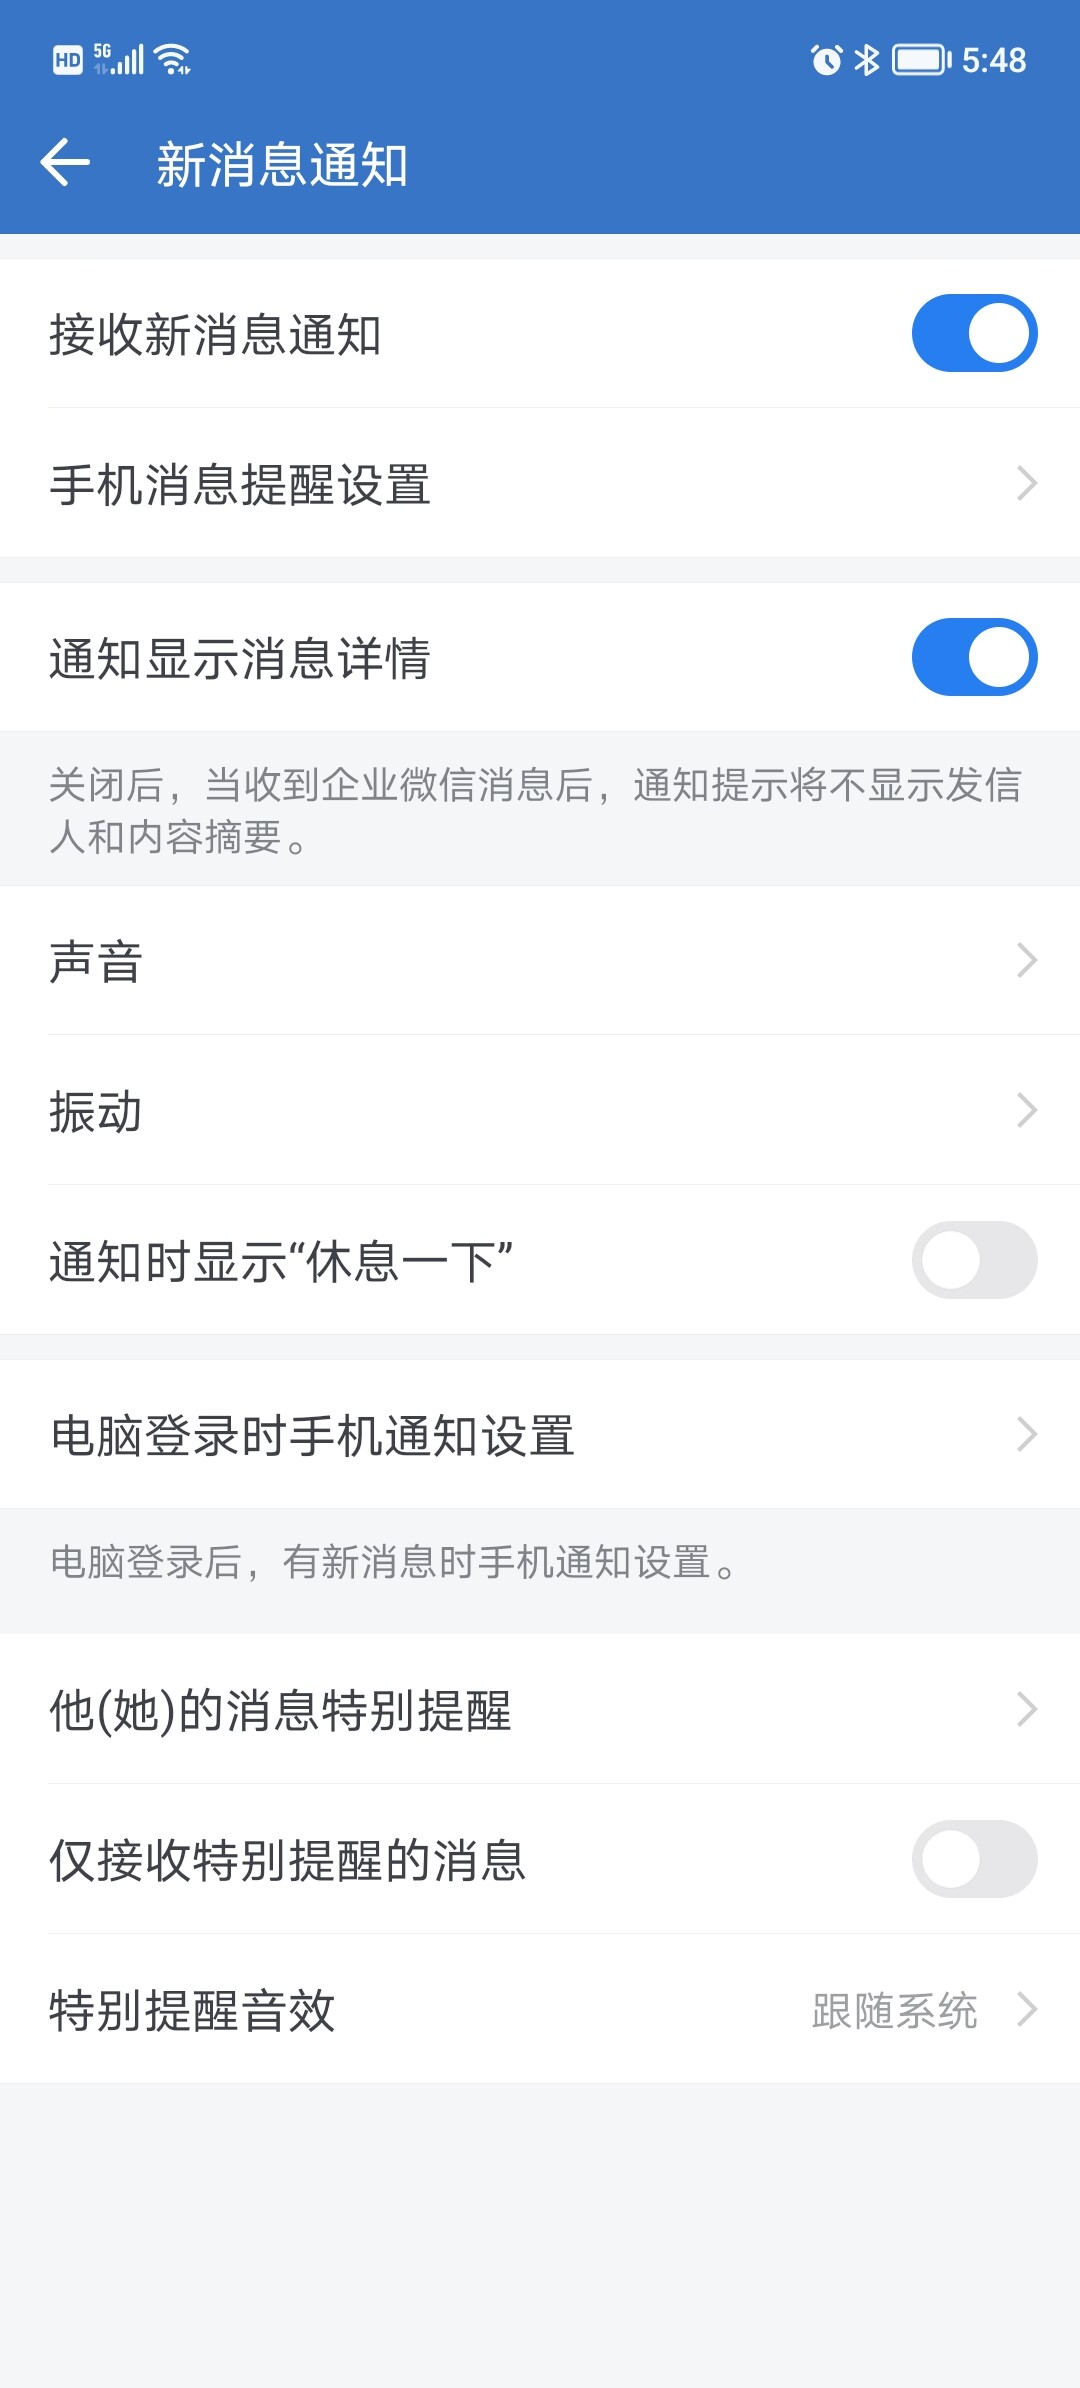 HD 5G 5:48
新消息通知
接收新消息通知
手机消息提醒设置
通知显示消息详情
关闭后，当收到企业微信消息后，通知提示将不显示发信
人和内容摘要。
声音
振动
通知时显示“休息一下”
电脑登录时手机通知设置
电脑登录后，有新消息时手机通知设置。
他(她)的消息特别提醒
仅接收特别提醒的消息
特别提醒音效 跟随系统